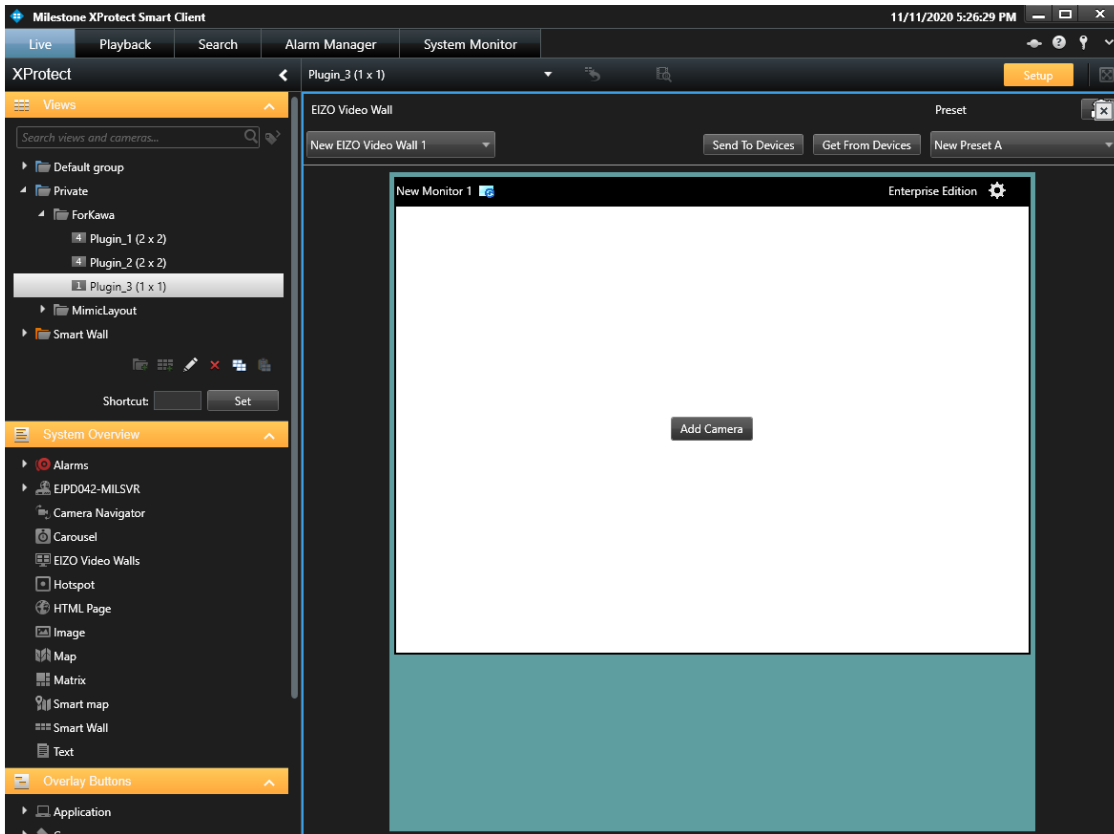 Milestone XProtect Smart Client
11/11/2020 5:26:29 PM
Live
Playback
Search
Alarm Manager
System Monitor
XProtect
Plugin_3 (1 x 1)
Setup
Views
Search views and cameras...
Default group
Private
ForKawa
4 Plugin_1 (2 x 2)
4 Plugin_2 (2 x 2)
1 Plugin_3 (1 x 1)
MimicLayout
Smart Wall
Shortcut:
Set
System Overview
Alarms
EJPD042-MILSVR
Camera Navigator
Carousel
EIZO Video Walls
Hotspot
HTML Page
Image
Map
Matrix
Smart map
Smart Wall
Text
Overlay Buttons
Application
EIZO Video Wall
Preset
New EIZO Video Wall 1
Send To Devices
Get From Devices
New Preset A
New Monitor 1
Enterprise Edition
Add Camera